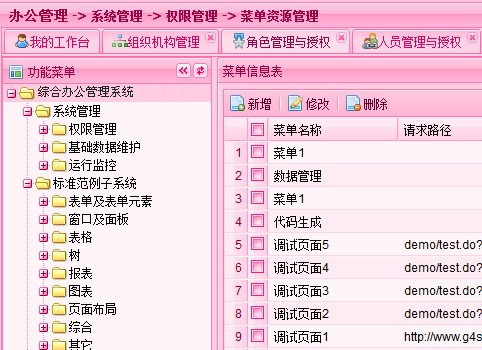 办公管理 -> 系统管理 -> 权限管理 -> 菜单资源管理
我的工作台 组织机构管理 角色管理与授权 人员管理与授权
功能菜单
综合办公管理系统
系统管理
权限管理
基础数据维护
运行监控
标准范例子系统
表单及表单元素
窗口及面板
表格
树
报表
图表
页面布局
综合
其它
菜单信息表
新增 修改 删除
菜单名称 请求路径
1 菜单1
2 数据管理
3 菜单1
4 代码生成
5 调试页面5 demo/test.do?
6 调试页面4 demo/test.do?
7 调试页面3 demo/test.do?
8 调试页面2 demo/test.do?
9 调试页面1 http://www.g4s